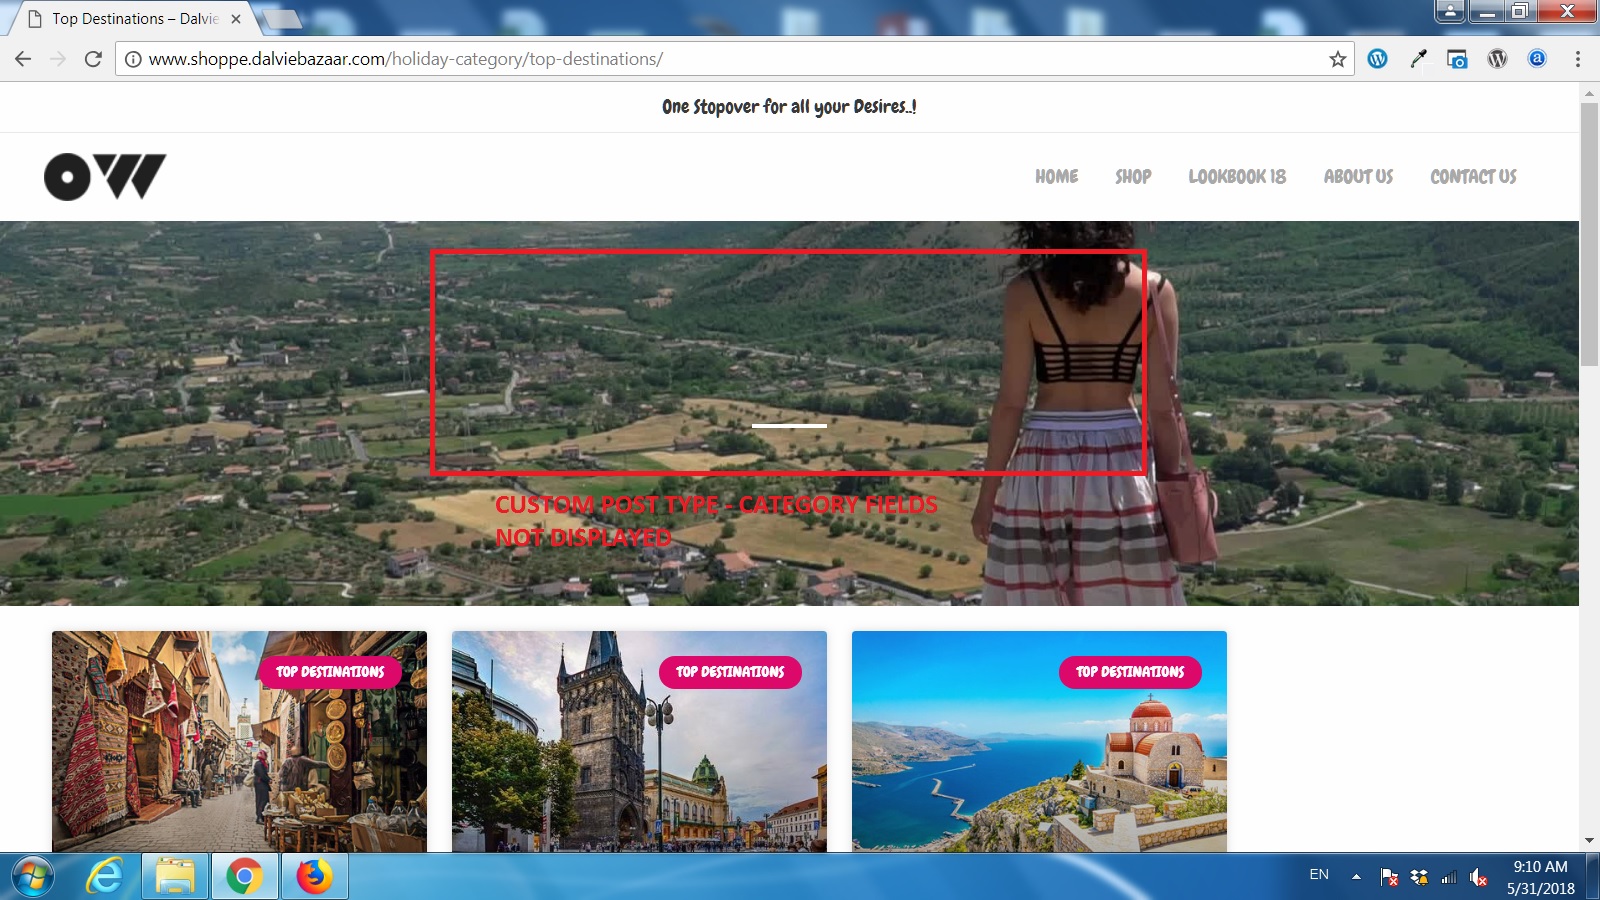 Top Destinations – Dalvie
www.shoppe.dalviebazaar.com/holiday-category/top-destinations/
One Stopover for all your Desires..!
OW
HOME SHOP LOOKBOOK 18 ABOUT US CONTACT US
CUSTOM POST TYPE - CATEGORY FIELDS
NOT DISPLAYED
TOP DESTINATIONS TOP DESTINATIONS TOP DESTINATIONS
EN
9:10 AM
5/31/2018